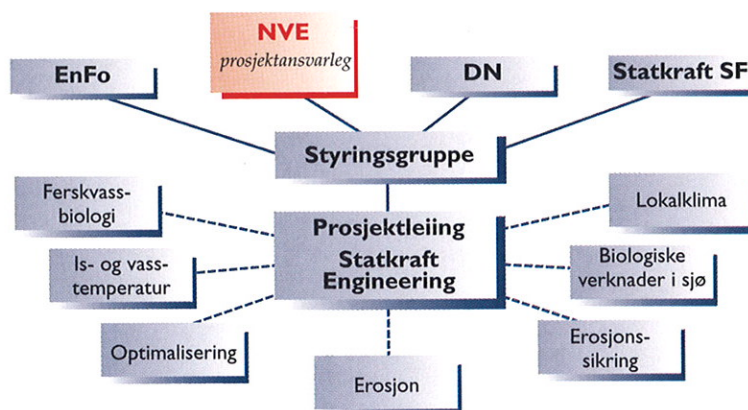 NVE
prosjektansvarleg
EnFo
DN
Statkraft SF
Styringsgruppe
Ferskvass-
biologi
Prosjektleiing
Statkraft
Engineering
Lokalklima
Is- og vass-
temperatur
Biologiske
verknader i sjø
Optimalisering
Erosjon
Erosjons-
sikring